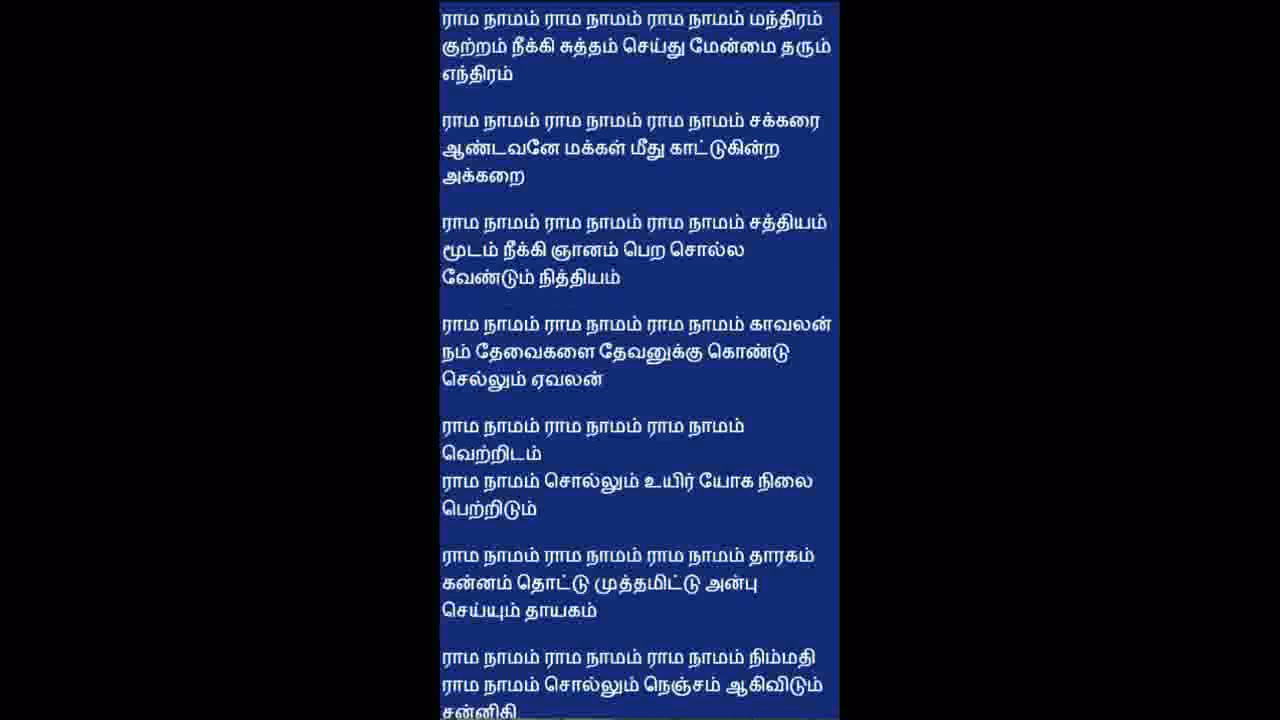 ராம நாமம் ராம நாமம் ராம நாமம் மந்திரம்
குற்றம் நீக்கி சுத்தம் செய்து மேன்மை தரும்
எந்திரம்
ராம நாமம் ராம நாமம் ராம நாமம் சக்கரை
ஆண்டவனே மக்கள் மீது காட்டுகின்ற
அக்கறை
ராம நாமம் ராம நாமம் ராம நாமம் சத்தியம்
மூடம் நீக்கி ஞானம் பெற சொல்ல
வேண்டும் நித்தியம்
ராம நாமம் ராம நாமம் ராம நாமம் காவலன்
நம் தேவைகளை தேவனுக்கு கொண்டு
செல்லும் ஏவலன்
ராம நாமம் ராம நாமம் ராம நாமம்
வெற்றிடம்
ராம நாமம் சொல்லும் உயிர் யோக நிலை
பெற்றிடும்
ராம நாமம் ராம நாமம் ராம நாமம் தாரகம்
கன்னம் தொட்டு முத்தமிட்டு அன்பு
செய்யும் தாயகம்
ராம நாமம் ராம நாமம் ராம நாமம் நிம்மதி
ராம நாமம் சொல்லும் நெஞ்சம் ஆகிவிடும்
சன்னிதி